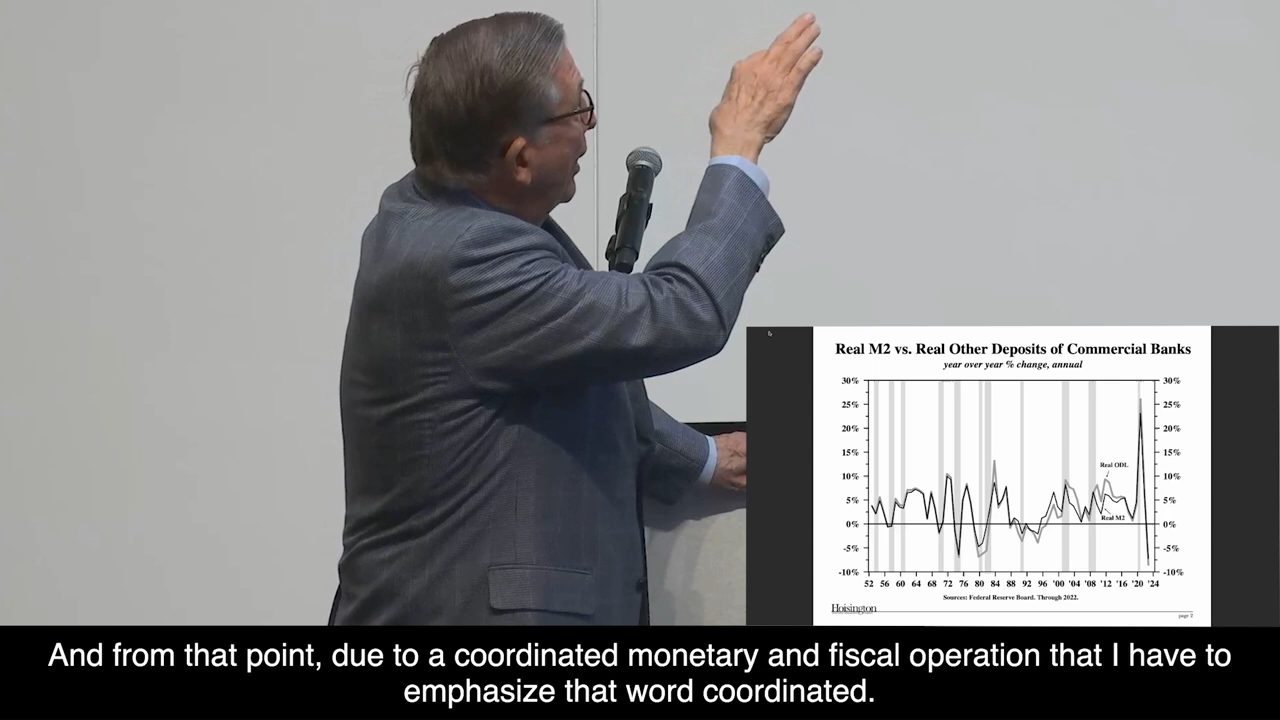 Real M2 vs. Real Other Deposits of Commercial Banks
year over year % change, annual
30% 30%
25% 25%
20% 20%
15% 15%
Real ODL
10% 10%
5% 5%
Real M2
0% 0%
-5% -5%
-10% -10%
52 56 60 64 68 72 76 80 84 88 92 96 '00 '04 '08 '12 '16 '20 '24
Sources: Federal Reserve Board. Through 2022.
Hoisington
page 2
And from that point, due to a coordinated monetary and fiscal operation that I have to
emphasize that word coordinated.